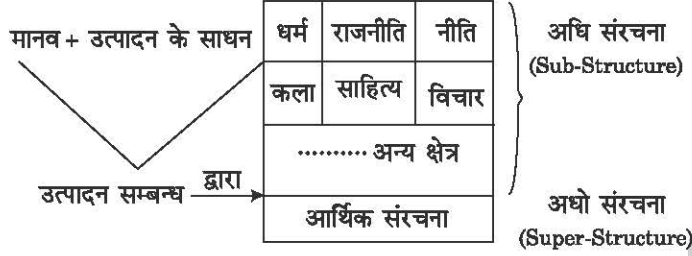 मानव + उत्पादन के साधन
धर्म राजनीति नीति
अधि संरचना
(Sub-Structure)
कला साहित्य विचार
.......... अन्य क्षेत्र
उत्पादन सम्बन्ध द्वारा
आर्थिक संरचना
अधो संरचना
(Super-Structure)